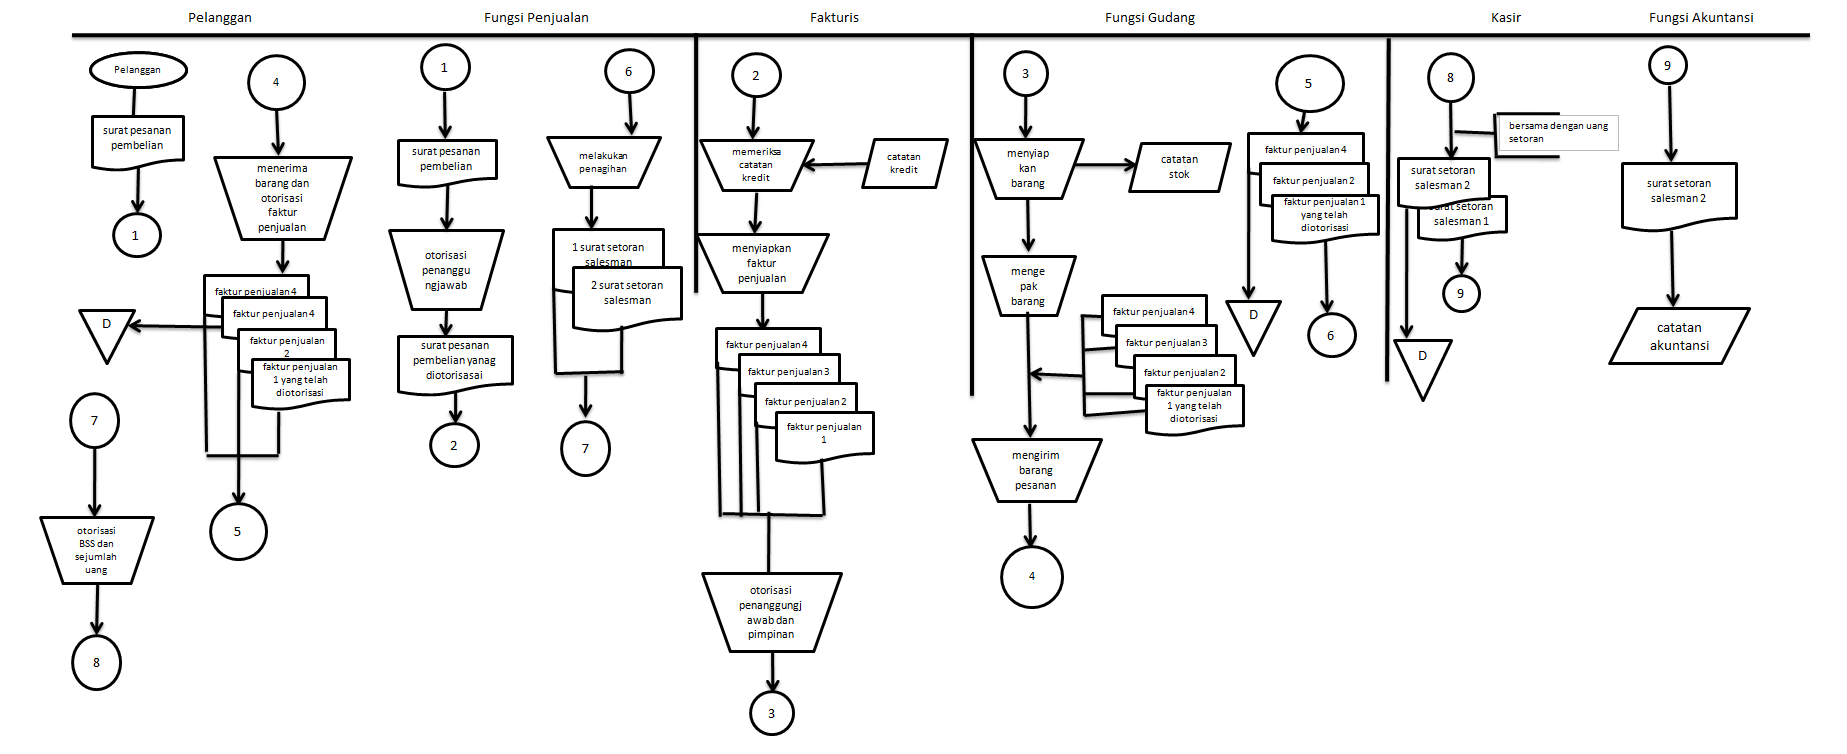 Pelanggan
Fungsi Penjualan
Fakturis
Fungsi Gudang
Kasir
Fungsi Akuntansi
Pelanggan
surat pesanan
pembelian
1
4
menerima
barang dan
otorisasi
faktur
penjualan
faktur penjualan 4
faktur penjualan 4
faktur penjualan
2
faktur penjualan
1 yang telah
diotorisasi
D
5
7
otorisasi
BSS dan
sejumlah
uang
8
1
surat pesanan
pembelian
otorisasi
penanggu
ngjawab
surat pesanan
pembelian yanag
diotorisasai
2
6
melakukan
penagihan
1 surat setoran
salesman
2 surat setoran
salesman
7
2
memeriksa
catatan
kredit
catatan
kredit
menyiapkan
faktur
penjualan
faktur penjualan 4
faktur penjualan 3
faktur penjualan 2
faktur penjualan
1
otorisasi
penanggungj
awab dan
pimpinan
3
3
menyiap
kan
barang
catatan
stok
menge
pak
barang
faktur penjualan 4
faktur penjualan 3
faktur penjualan 2
faktur penjualan
1 yang telah
diotorisasi
mengirim
barang
pesanan
4
5
faktur penjualan 4
faktur penjualan 2
faktur penjualan 1
yang telah
diotorisasi
D
6
8
bersama dengan uang
setoran
surat setoran
salesman 2
surat setoran
salesman 1
9
D
9
surat setoran
salesman 2
catatan
akuntansi